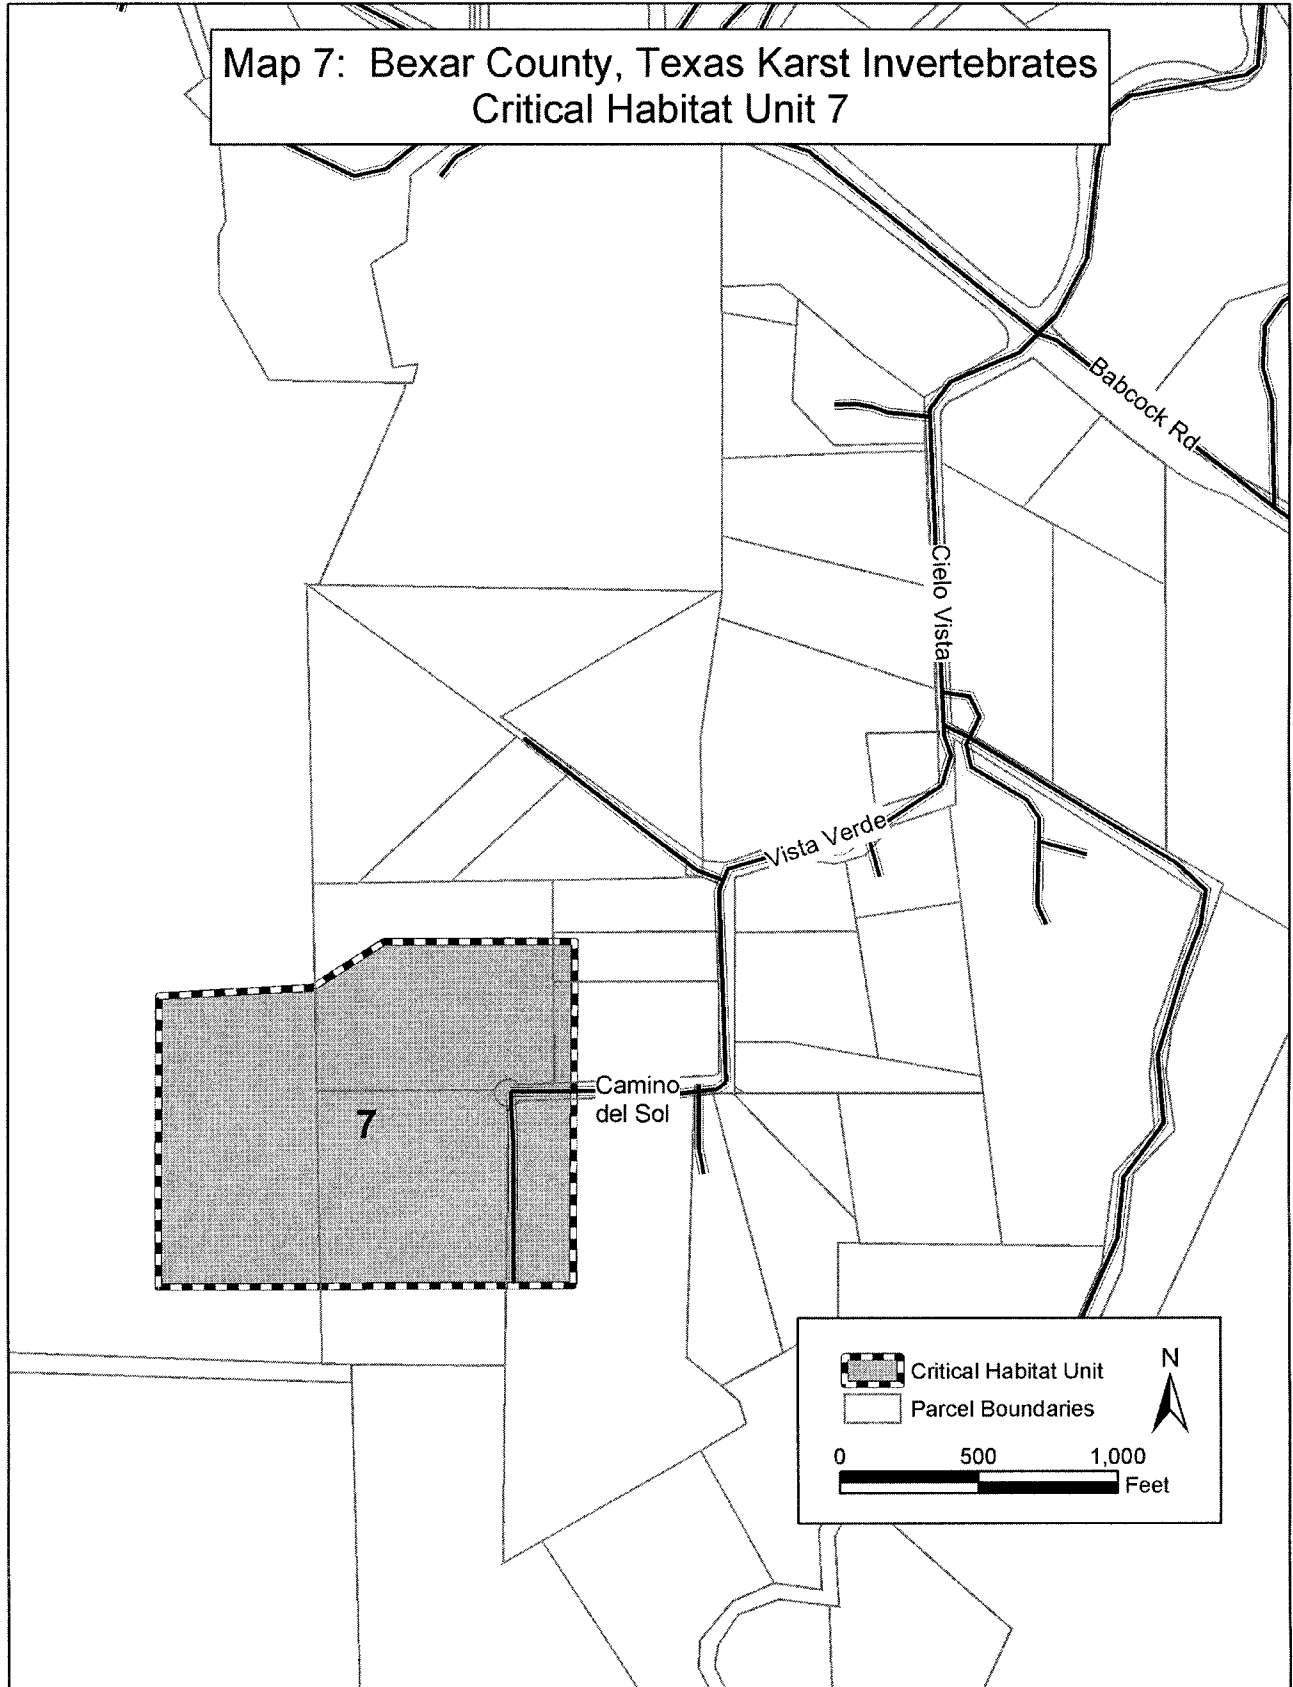 Map 7: Bexar County, Texas Karst Invertebrates
Critical Habitat Unit 7
Babcock Rd
Cielo Vista
Vista Verde
Camino
del Sol
7
Critical Habitat Unit
Parcel Boundaries
N
0 500 1,000
Feet